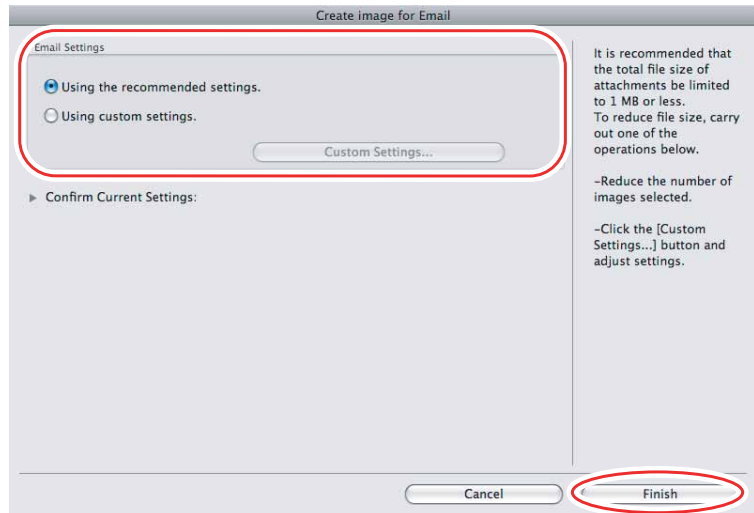 Create image for Email
Email Settings
Using the recommended settings.
Using custom settings.
Custom Settings...
Confirm Current Settings:
It is recommended that
the total file size of
attachments be limited
to 1 MB or less.
To reduce file size, carry
out one of the
operations below.
-Reduce the number of
images selected.
-Click the [Custom
Settings...] button and
adjust settings.
Cancel
Finish